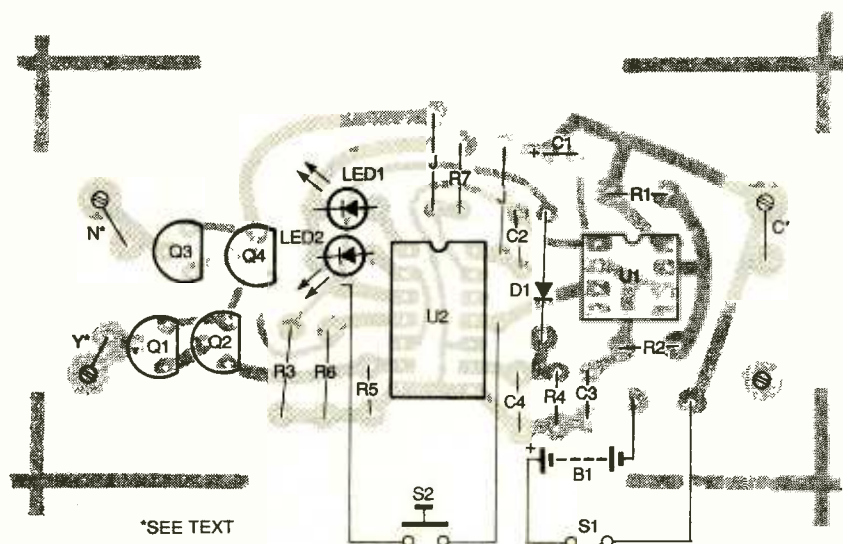 LED1
C1
J
R7
R1
J
N*
LED2
C2
C*
Q3
Q4
U1
D1
U2
Y*
Q1
Q2
R2
R3
R6
R5
C4
R4
C3
+
+
B1
S2
S1
*SEE TEXT